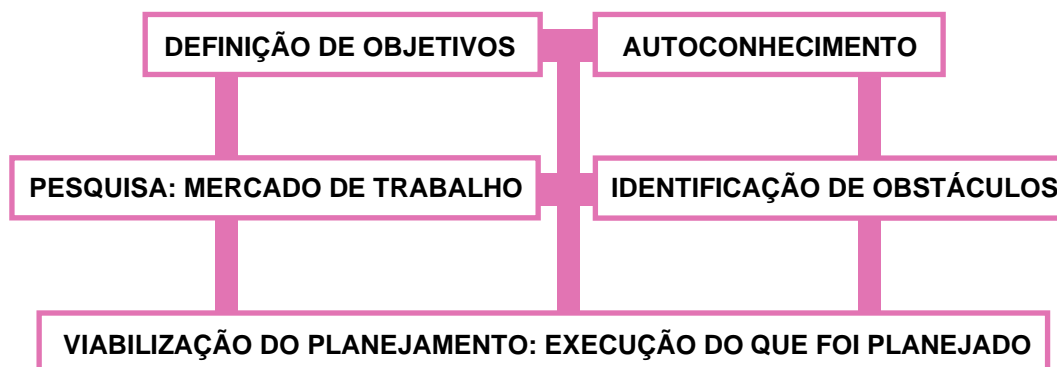 DEFINIÇÃO DE OBJETIVOS
AUTOCONHECIMENTO
PESQUISA: MERCADO DE TRABALHO
IDENTIFICAÇÃO DE OBSTÁCULOS
VIABILIZAÇÃO DO PLANEJAMENTO: EXECUÇÃO DO QUE FOI PLANEJADO